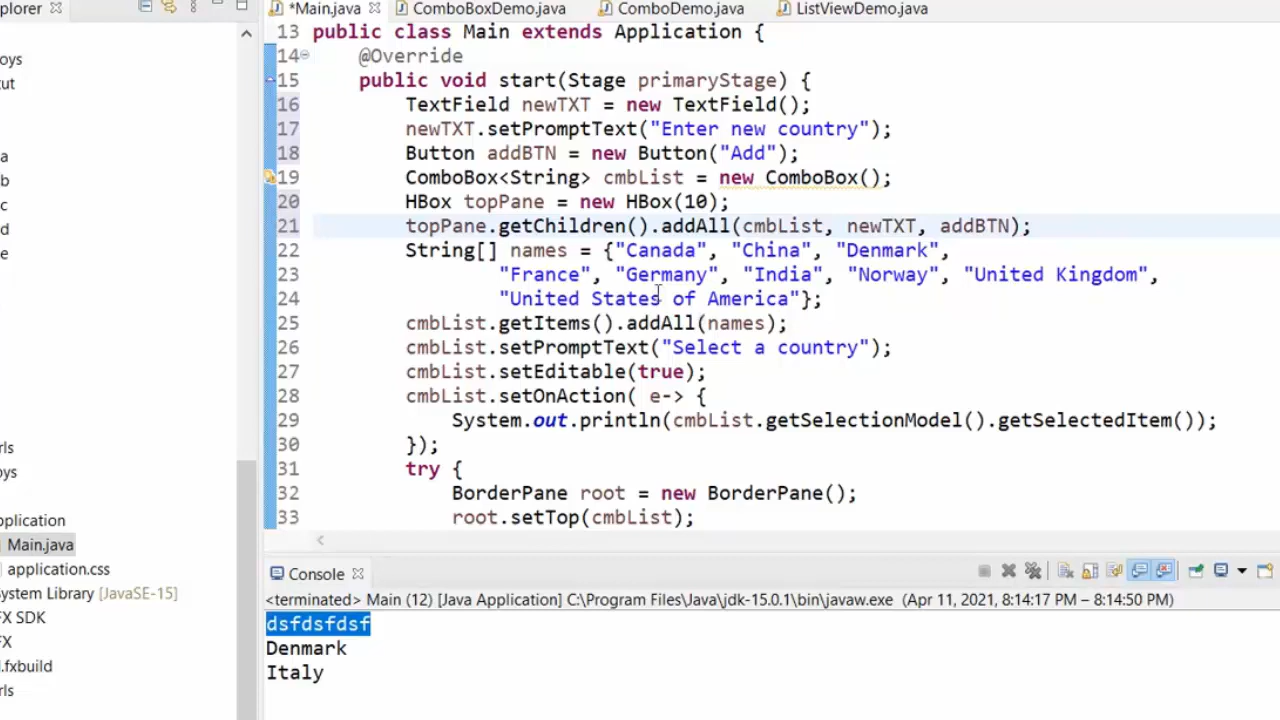 plorer
*Main.java
ComboBoxDemo.java
ComboDemo.java
ListViewDemo.java
oys
ut
a
b
c
d
e
rls
oys
pplication
Main.java
application.css
ystem Library [JavaSE-15]
FX SDK
FX
l.fxbuild
rls
13 public class Main extends Application {
14 @Override
15 public void start(Stage primaryStage) {
16 TextField newTXT = new TextField();
17 newTXT.setPromptText("Enter new country");
18 Button addBTN = new Button("Add");
19 ComboBox<String> cmbList = new ComboBox();
20 HBox topPane = new HBox(10);
21 topPane.getChildren().addAll(cmbList, newTXT, addBTN);
22 String[] names = {"Canada", "China", "Denmark",
23 "France", "Germany", "India", "Norway", "United Kingdom",
24 "United States of America"};
25 cmbList.getItems().addAll(names);
26 cmbList.setPromptText("Select a country");
27 cmbList.setEditable(true);
28 cmbList.setOnAction( e-> {
29 System.out.println(cmbList.getSelectionModel().getSelectedItem());
30 });
31 try {
32 BorderPane root = new BorderPane();
33 root.setTop(cmbList);
Console
<terminated> Main (12) [Java Application] C:\Program Files\Java\jdk-15.0.1\bin\javaw.exe (Apr 11, 2021, 8:14:17 PM – 8:14:50 PM)
dsfdsfdsf
Denmark
Italy